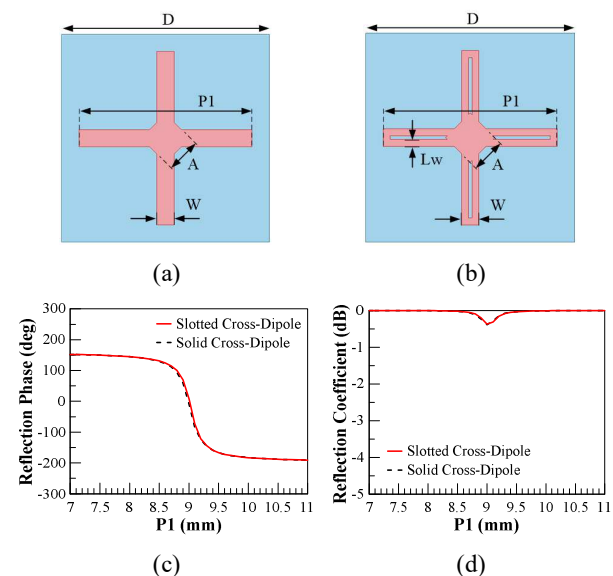 D
P1
A
W
(a)
D
P1
Lw
A
W
(b)
Reflection Phase (deg)
300
200
100
0
-100
-200
-300
Slotted Cross-Dipole
Solid Cross-Dipole
7 7.5 8 8.5 9 9.5 10 10.5 11
P1 (mm)
(c)
Reflection Coefficient (dB)
0
-1
-2
-3
-4
-5
Slotted Cross-Dipole
Solid Cross-Dipole
7 7.5 8 8.5 9 9.5 10 10.5 11
P1 (mm)
(d)